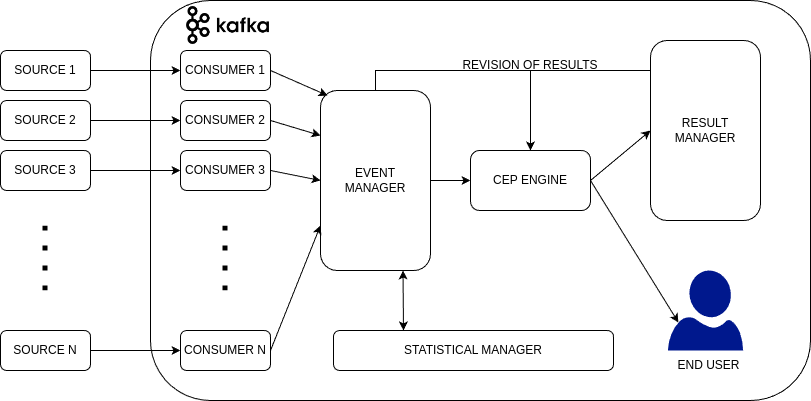 kafka
REVISION OF RESULTS
SOURCE 1
CONSUMER 1
SOURCE 2
CONSUMER 2
SOURCE 3
CONSUMER 3
EVENT
MANAGER
CEP ENGINE
RESULT
MANAGER
SOURCE N
CONSUMER N
STATISTICAL MANAGER
END USER